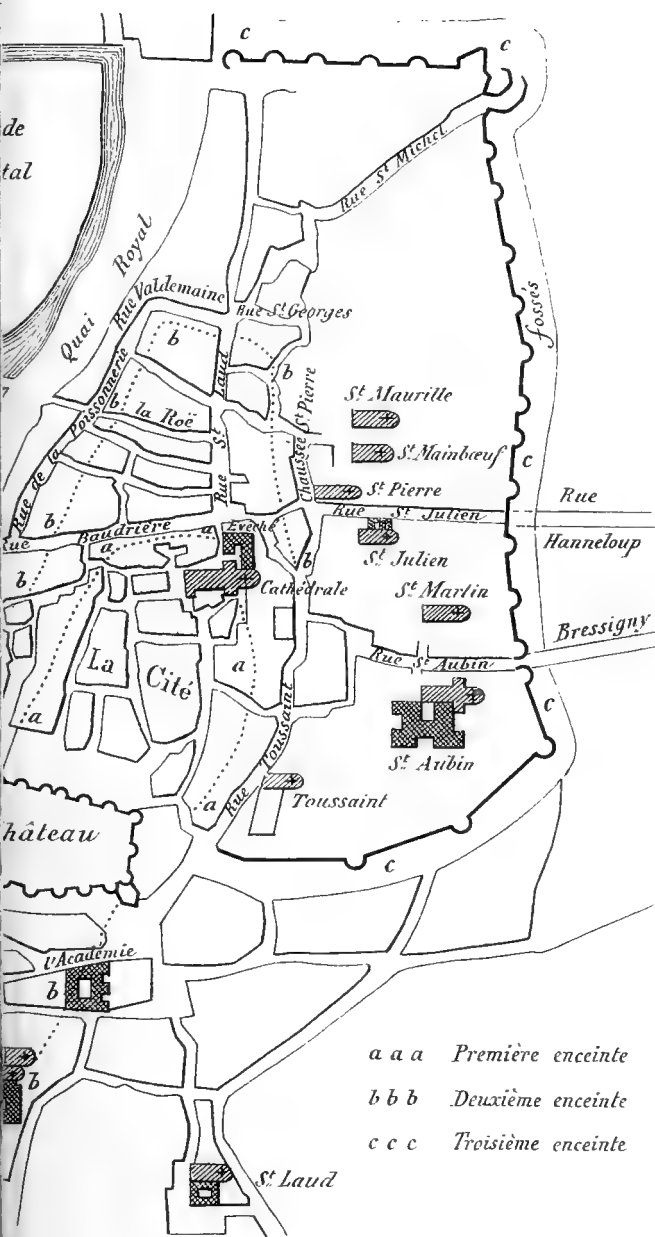 c
c
de
tal
Rue St Michel
Quai Royal
Rue Valdemaine
Rue St Georges
fossés
b
b
Rue de la Poissonnerie
b
la Roë
Rue St Laud
Chaussée St Pierre
St Maurille
St Mainbœuf
c
St Pierre
Rue St Julien
Rue
Hanneloup
b
Rue Baudrière
a
a
Evêché
b
St Julien
b
Cathédrale
St Martin
Bressigny
La Cité
a
Rue St Aubin
a
c
St Aubin
Rue Toussaint
a
Toussaint
hâteau
c
l'Académie
b
b
a a a Première enceinte
b b b Deuxième enceinte
c c c Troisième enceinte
St Laud